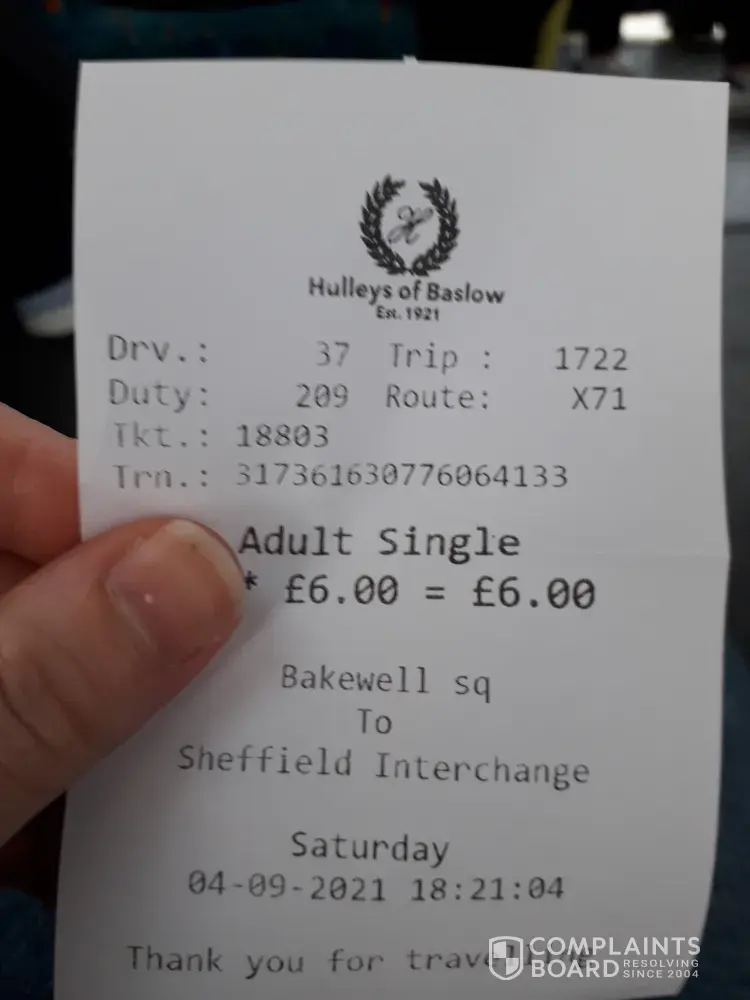 Hulleys of Baslow
Est. 1921
Drv.: 37 Trip : 1722
Duty: 209 Route: X71
Tkt.: 18803
Trn.: 317361630776064133
Adult Single
* £6.00 = £6.00
Bakewell sq
To
Sheffield Interchange
Saturday
04-09-2021 18:21:04
Thank you for travelling
COMPLAINTS
BOARD RESOLVING
SINCE 2004